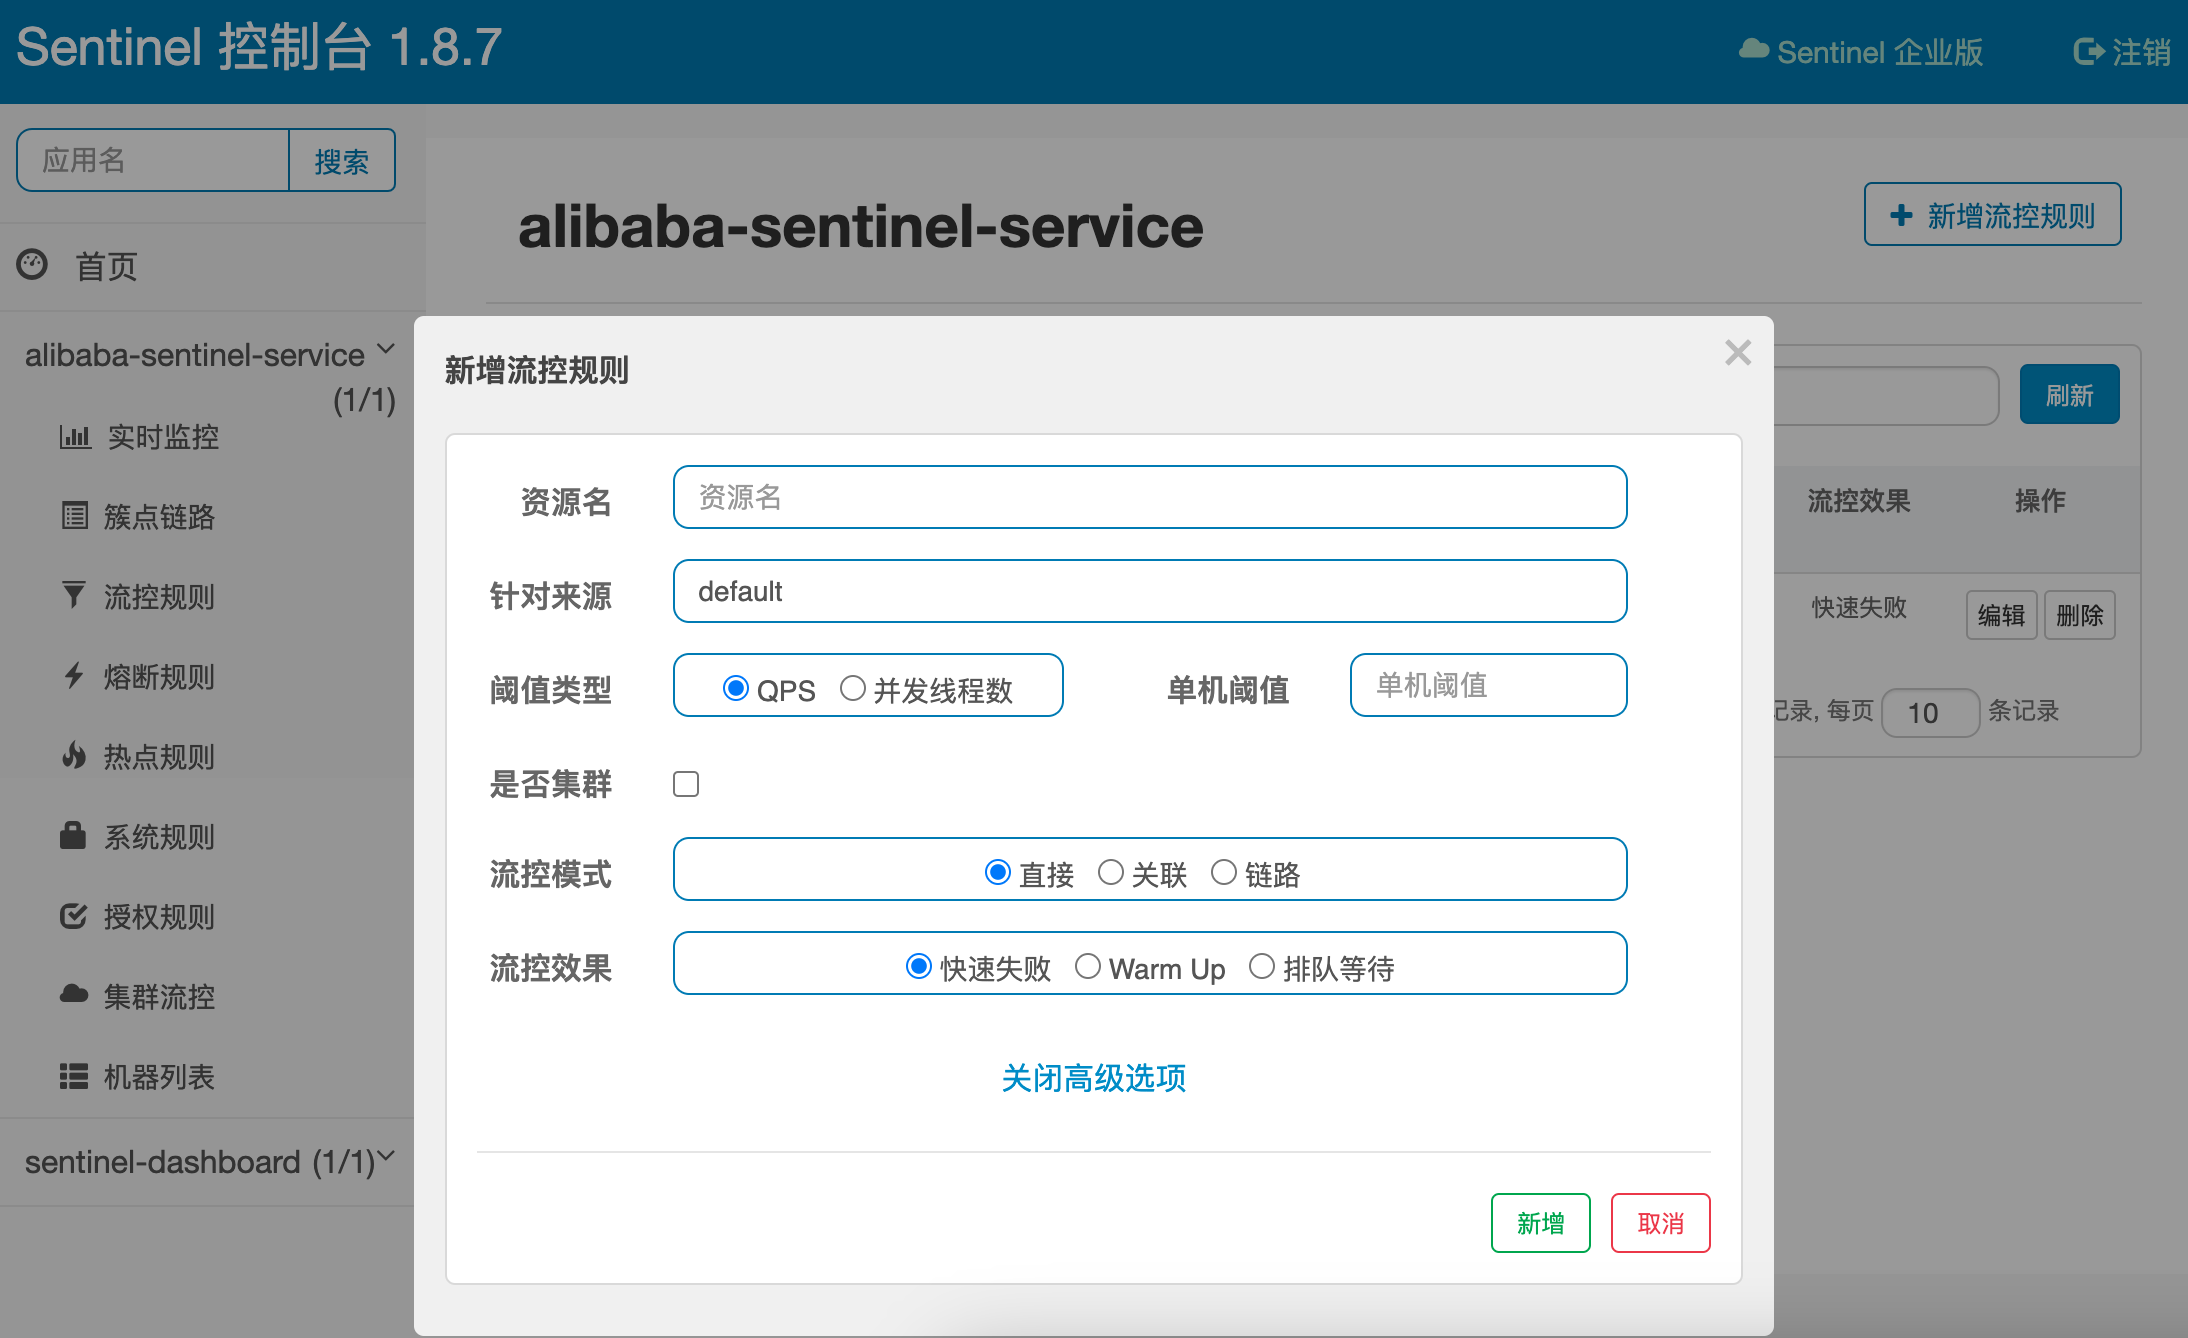 Sentinel 控制台 1.8.7
Sentinel 企业版
注销
应用名
搜索
首页
alibaba-sentinel-service
(1/1)
实时监控
簇点链路
流控规则
熔断规则
热点规则
系统规则
授权规则
集群流控
机器列表
sentinel-dashboard (1/1)
alibaba-sentinel-service
新增流控规则
刷新
流控效果 操作
快速失败 编辑 删除
记录, 每页 10 条记录
新增流控规则
资源名 资源名
针对来源 default
阈值类型 QPS 并发线程数 单机阈值 单机阈值
是否集群
流控模式 直接 关联 链路
流控效果 快速失败 Warm Up 排队等待
关闭高级选项
新增 取消